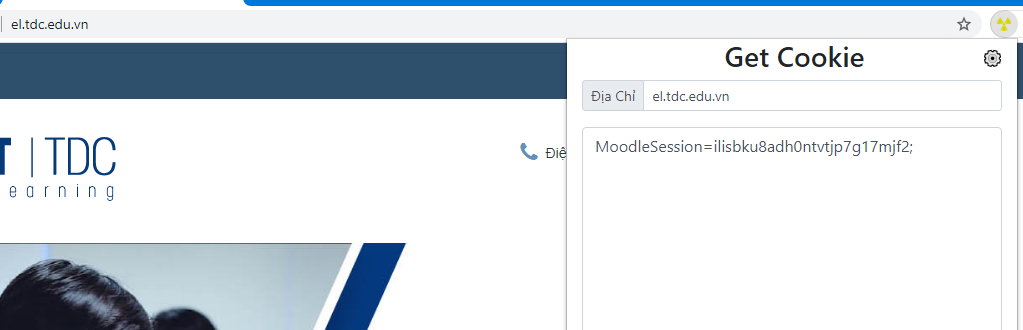 el.tdc.edu.vn
Get Cookie
Địa Chỉ el.tdc.edu.vn
MoodleSession=ilisbku8adh0ntvtjp7g17mjf2;
T | TDC
earning
Điệ